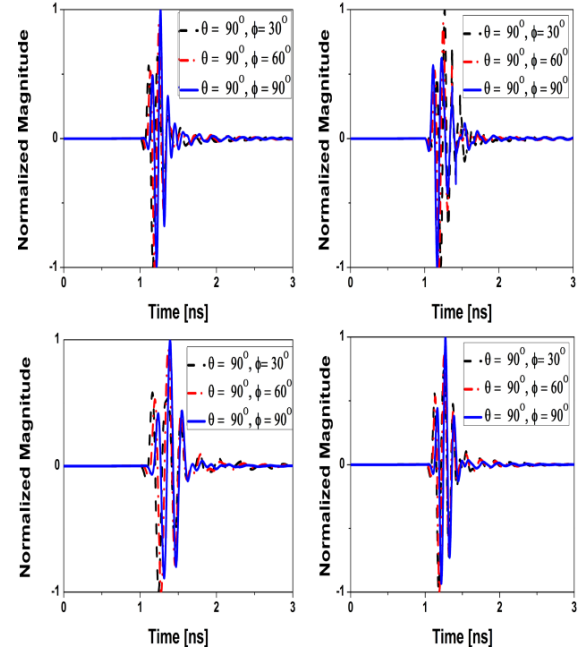 1
θ = 90⁰, ϕ = 30⁰
θ = 90⁰, ϕ = 60⁰
θ = 90⁰, ϕ = 90⁰
Normalized Magnitude
0
-1
0 1 2 3
Time [ns]
1
θ = 90⁰, ϕ = 30⁰
θ = 90⁰, ϕ = 60⁰
θ = 90⁰, ϕ = 90⁰
Normalized Magnitude
0
-1
0 1 2 3
Time [ns]
1
θ = 90⁰, ϕ = 30⁰
θ = 90⁰, ϕ = 60⁰
θ = 90⁰, ϕ = 90⁰
Normalized Magnitude
0
-1
0 1 2 3
Time [ns]
1
θ = 90⁰, ϕ = 30⁰
θ = 90⁰, ϕ = 60⁰
θ = 90⁰, ϕ = 90⁰
Normalized Magnitude
0
-1
0 1 2 3
Time [ns]